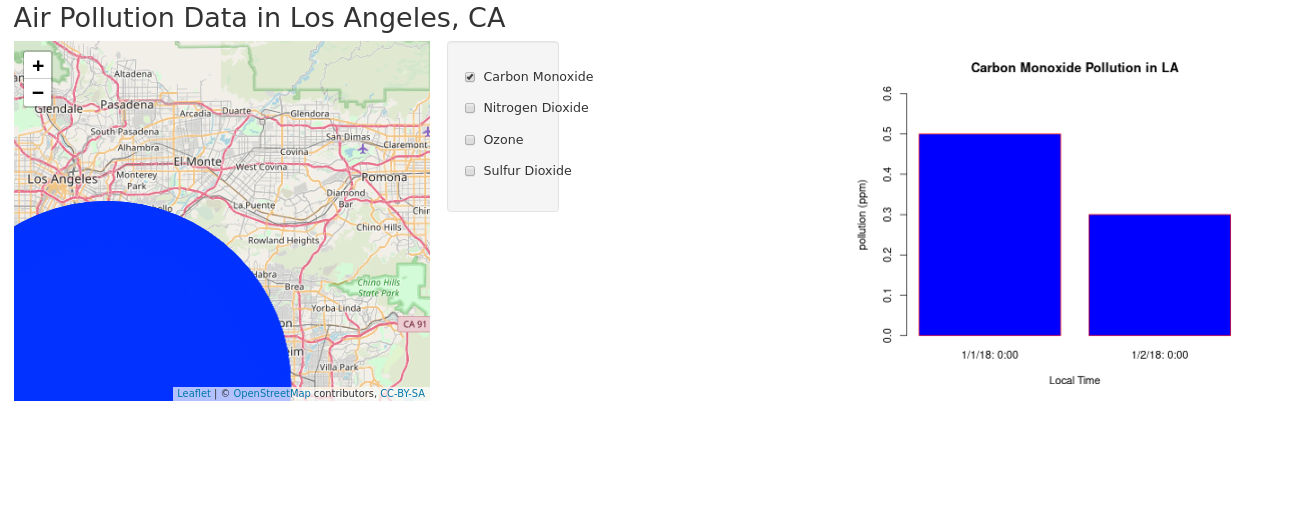 Air Pollution Data in Los Angeles, CA
+
−
Altadena
Glendale
Pasadena
Arcadia
Duarte
Glendora
South Pasadena
San Dimas
Alhambra
Claremont
El Monte
Covina
West Covina
Los Angeles
Monterey
Park
Pomona
Diamond
Bar
La Puente
Chino Hills
Rowland Heights
Habra
Brea
Chino Hills
State Park
Yorba Linda
CA 91
Villa Park
Leaflet | © OpenStreetMap contributors, CC-BY-SA
Carbon Monoxide
Nitrogen Dioxide
Ozone
Sulfur Dioxide
Carbon Monoxide Pollution in LA
pollution (ppm)
0.6
0.5
0.4
0.3
0.2
0.1
0.0
1/1/18: 0:00
1/2/18: 0:00
Local Time